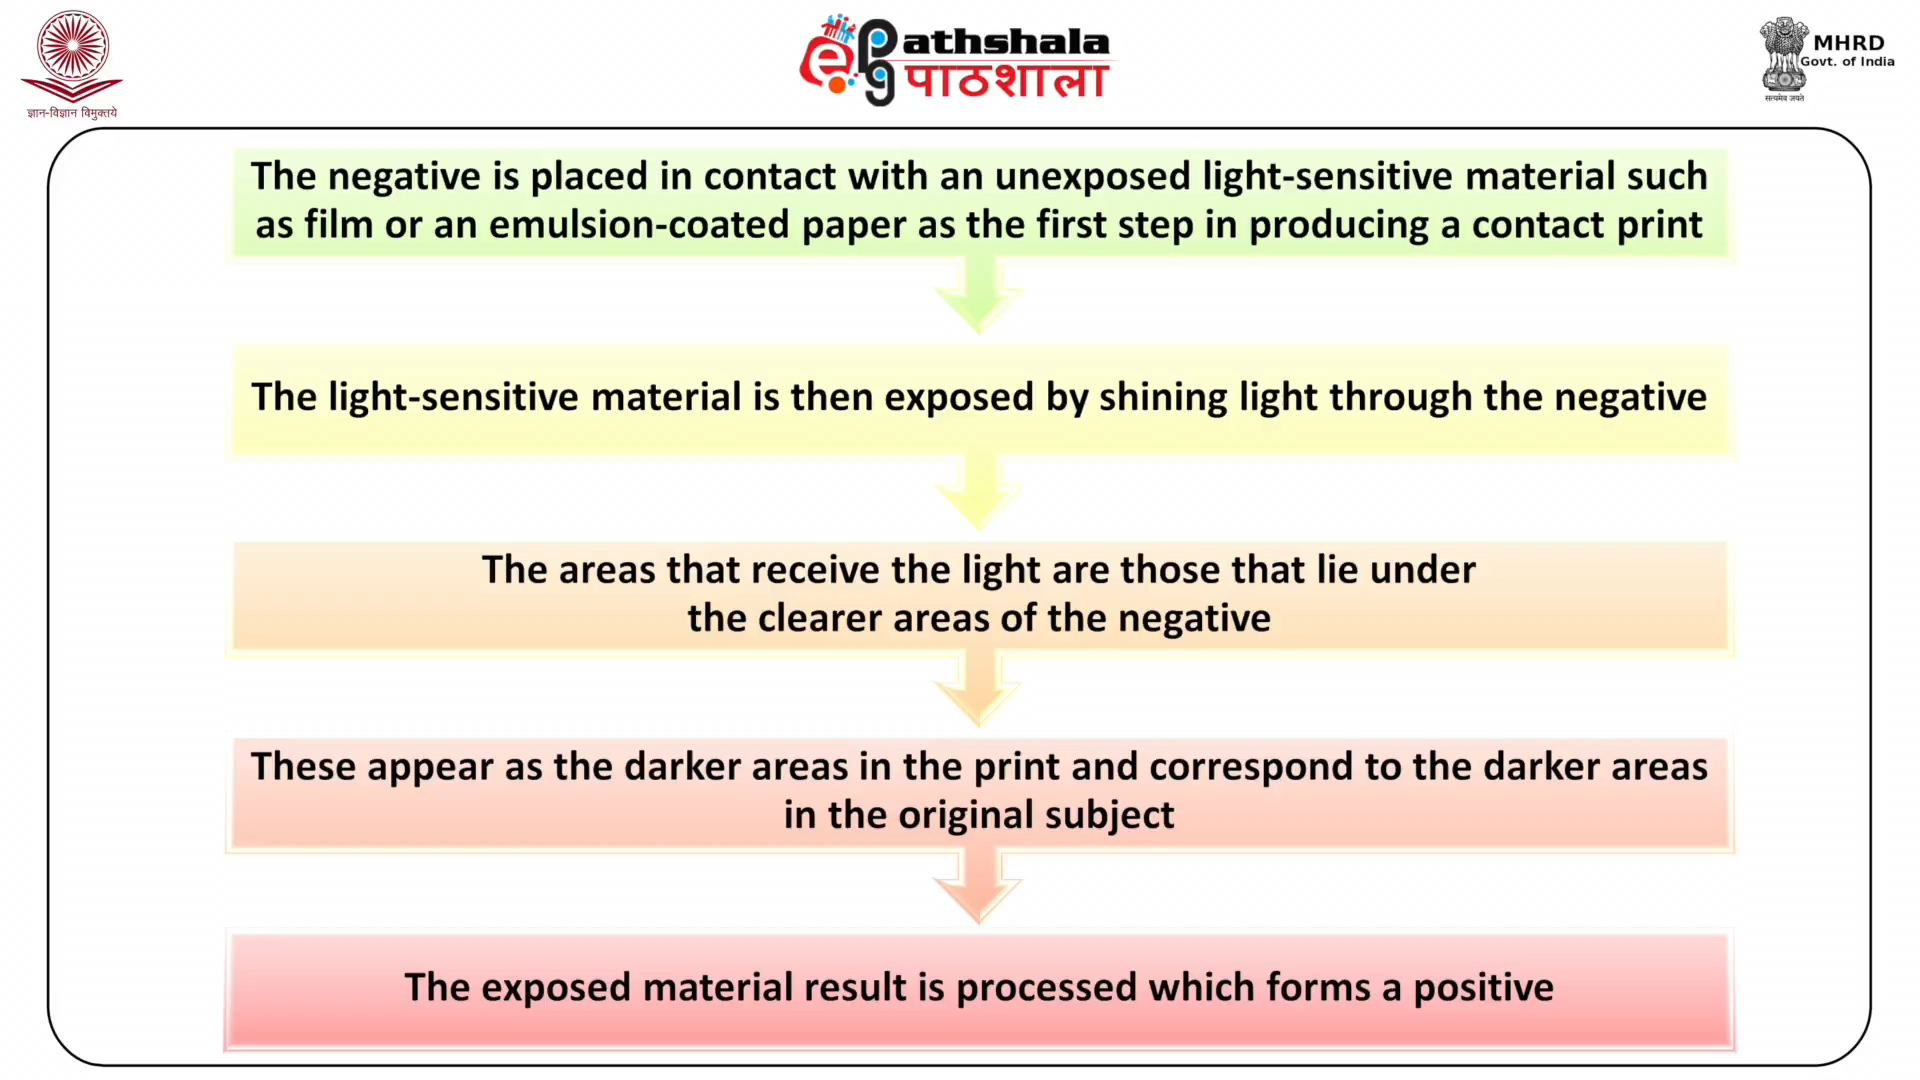 ज्ञान-विज्ञान विमुक्तये
e PG athshala
पाठशाला
MHRD
Govt. of India
सत्यमेव जयते
The negative is placed in contact with an unexposed light-sensitive material such
as film or an emulsion-coated paper as the first step in producing a contact print
The light-sensitive material is then exposed by shining light through the negative
The areas that receive the light are those that lie under
the clearer areas of the negative
These appear as the darker areas in the print and correspond to the darker areas
in the original subject
The exposed material result is processed which forms a positive